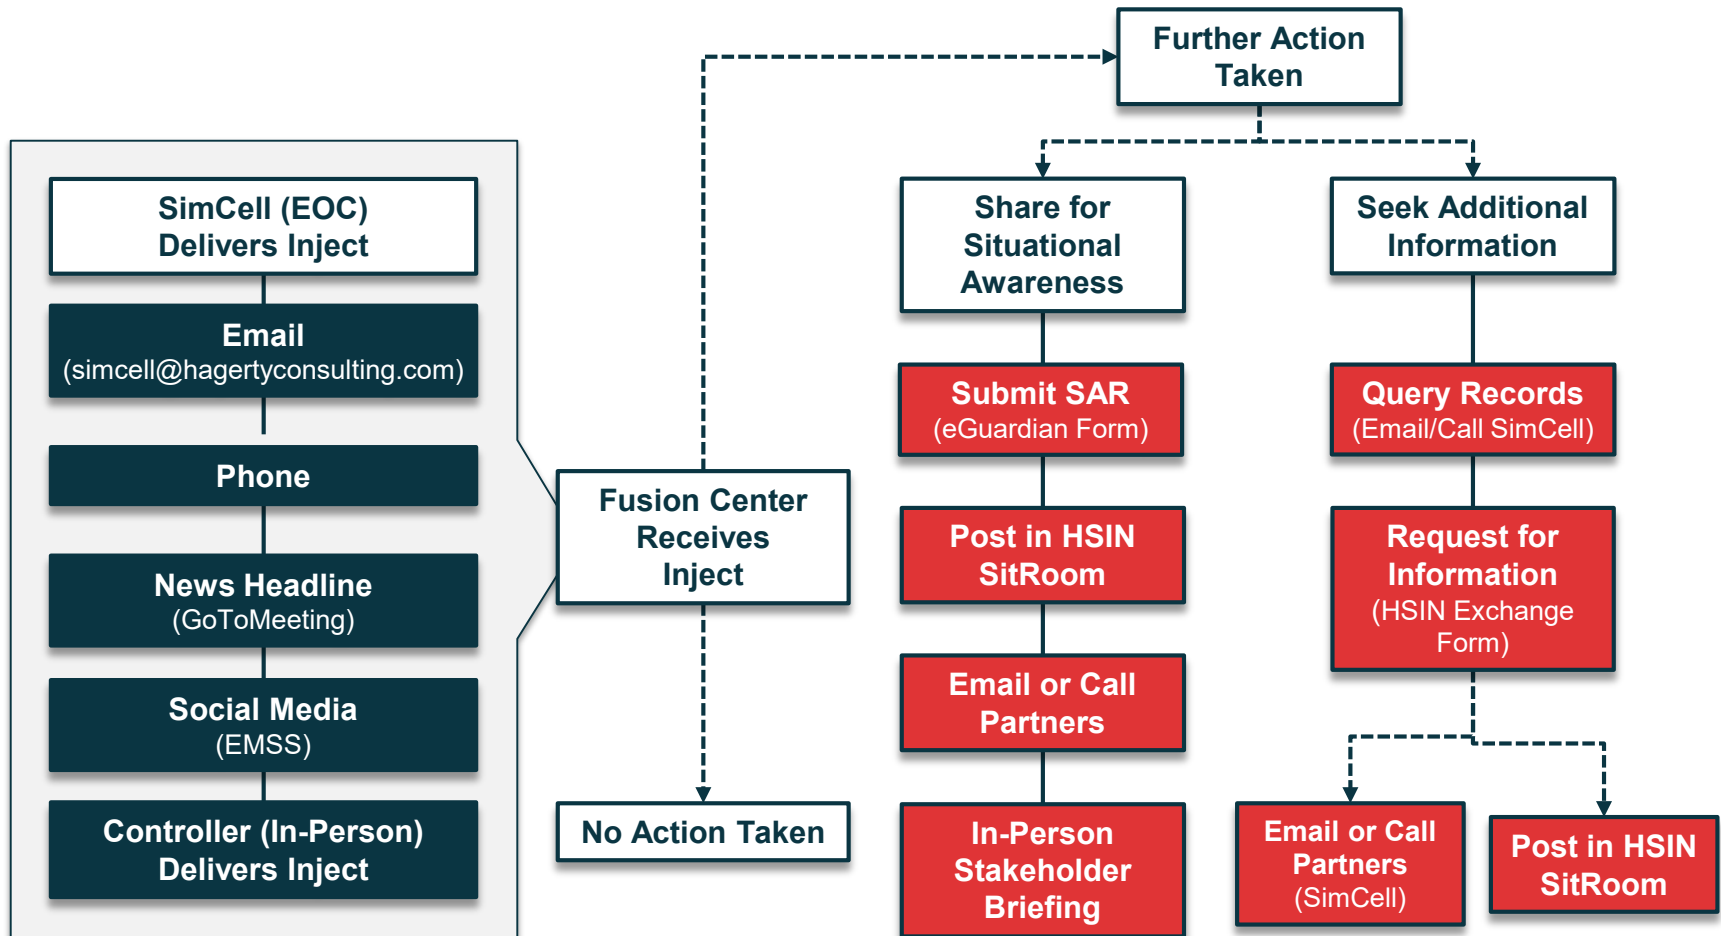 Further Action
Taken
SimCell (EOC)
Delivers Inject
Email
(simcell@hagertyconsulting.com)
Phone
News Headline
(GoToMeeting)
Social Media
(EMSS)
Controller (In-Person)
Delivers Inject
Fusion Center
Receives
Inject
No Action Taken
Share for
Situational
Awareness
Submit SAR
(eGuardian Form)
Post in HSIN
SitRoom
Email or Call
Partners
In-Person
Stakeholder
Briefing
Seek Additional
Information
Query Records
(Email/Call SimCell)
Request for
Information
(HSIN Exchange
Form)
Email or Call
Partners
(SimCell)
Post in HSIN
SitRoom